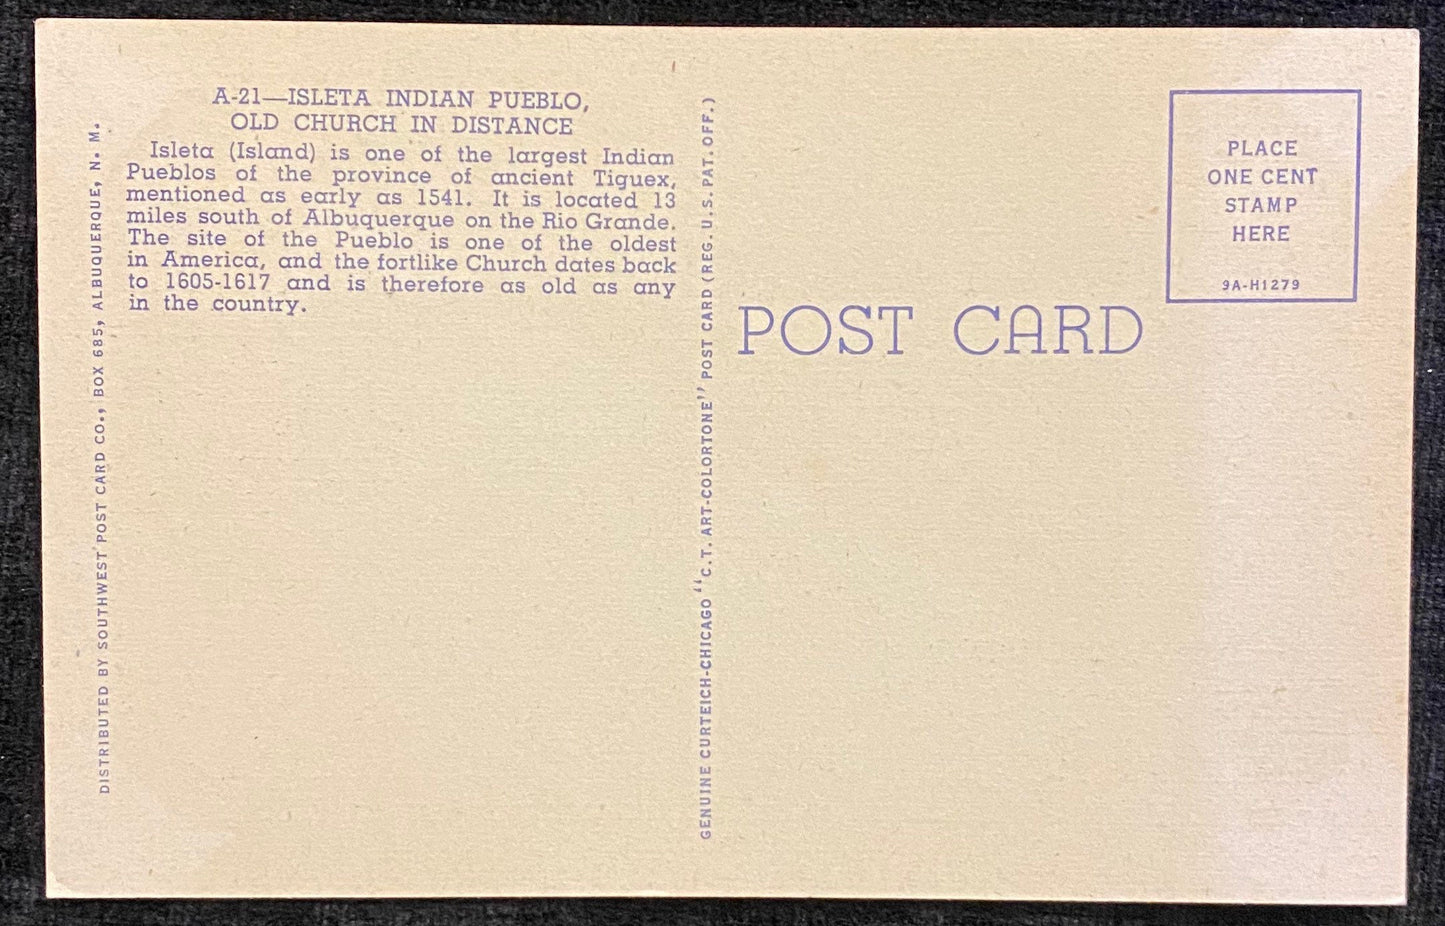 A-21—ISLETA INDIAN PUEBLO,
OLD CHURCH IN DISTANCE
Isleta (Island) is one of the largest Indian
Pueblos of the province of ancient Tiguex,
mentioned as early as 1541. It is located 13
miles south of Albuquerque on the Rio Grande.
The site of the Pueblo is one of the oldest
in America, and the fortlike Church dates back
to 1605-1617 and is therefore as old as any
in the country.
DISTRIBUTED BY SOUTHWEST POST CARD CO., BOX 685, ALBUQUERQUE, N. M.
GENUINE CURTEICH-CHICAGO "C.T. ART-COLORTONE" POST CARD (REG. U.S. PAT. OFF.)
POST CARD
PLACE
ONE CENT
STAMP
HERE
9A-H1279